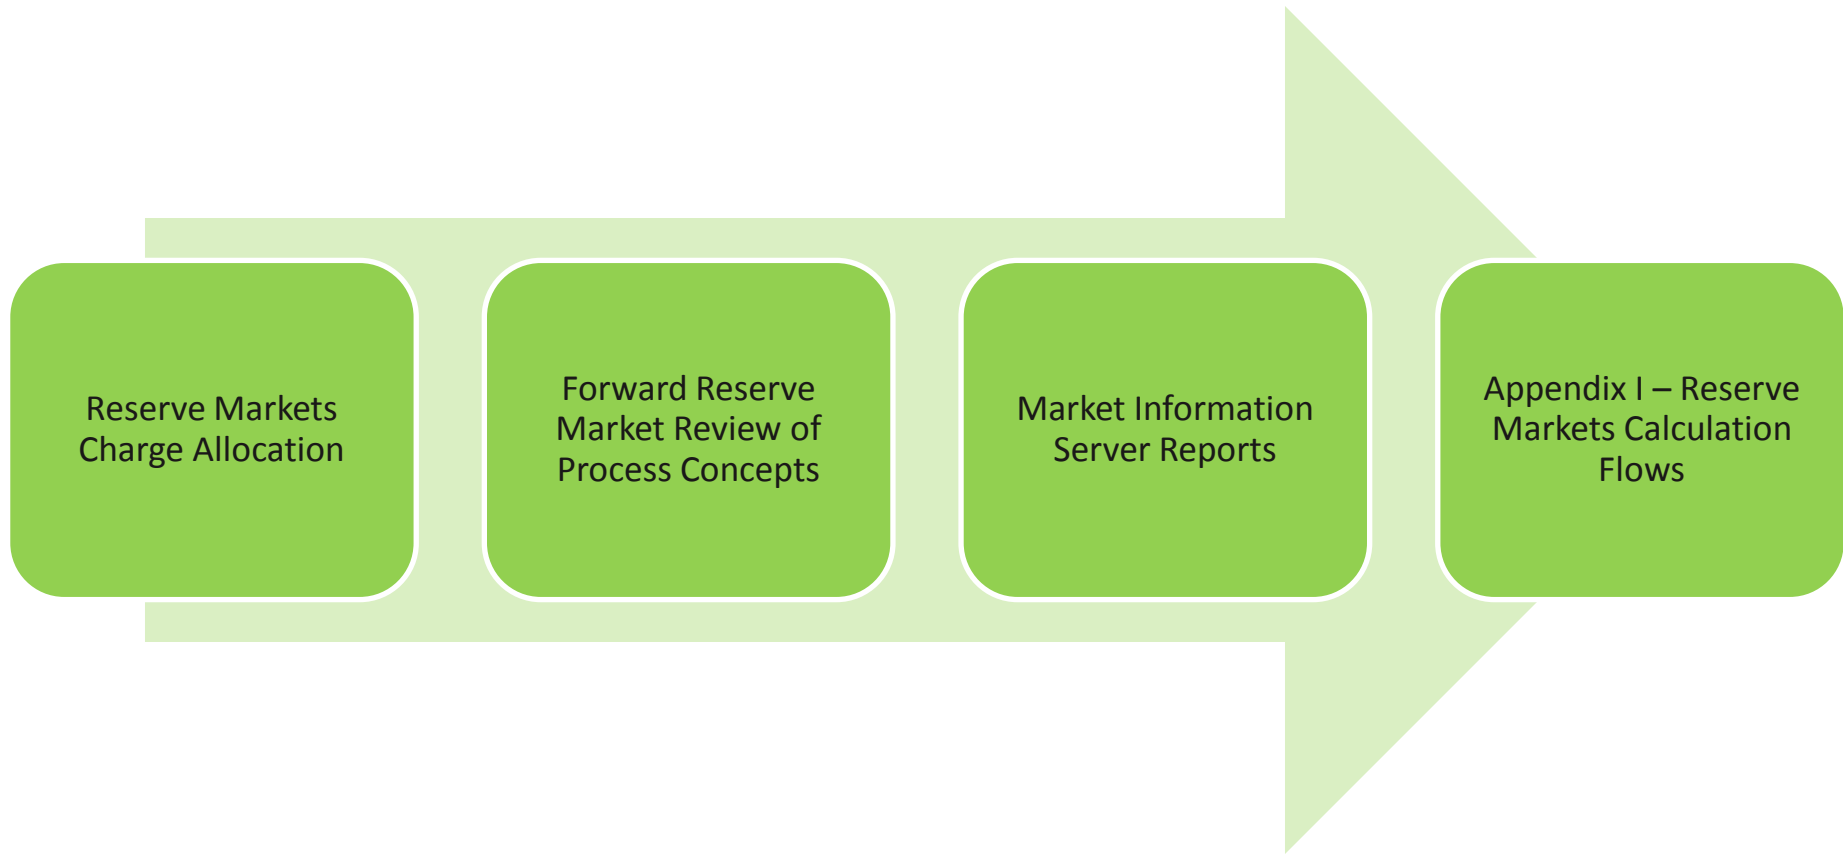 Reserve Markets
Charge Allocation
Forward Reserve
Market Review of
Process Concepts
Market Information
Server Reports
Appendix I – Reserve
Markets Calculation
Flows